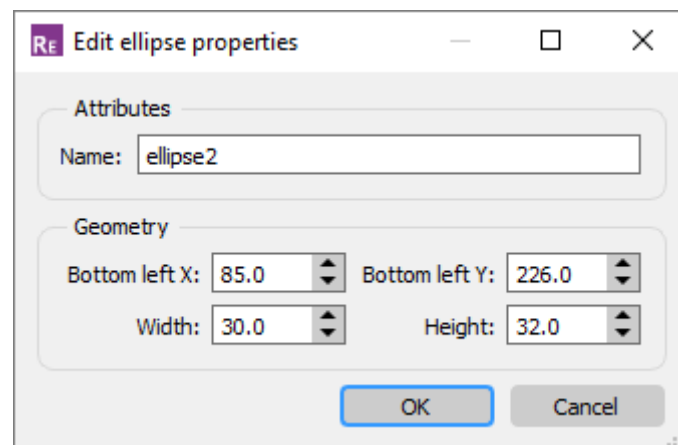 RE Edit ellipse properties
Attributes
Name: ellipse2
Geometry
Bottom left X: 85.0 Bottom left Y: 226.0
Width: 30.0 Height: 32.0
OK Cancel